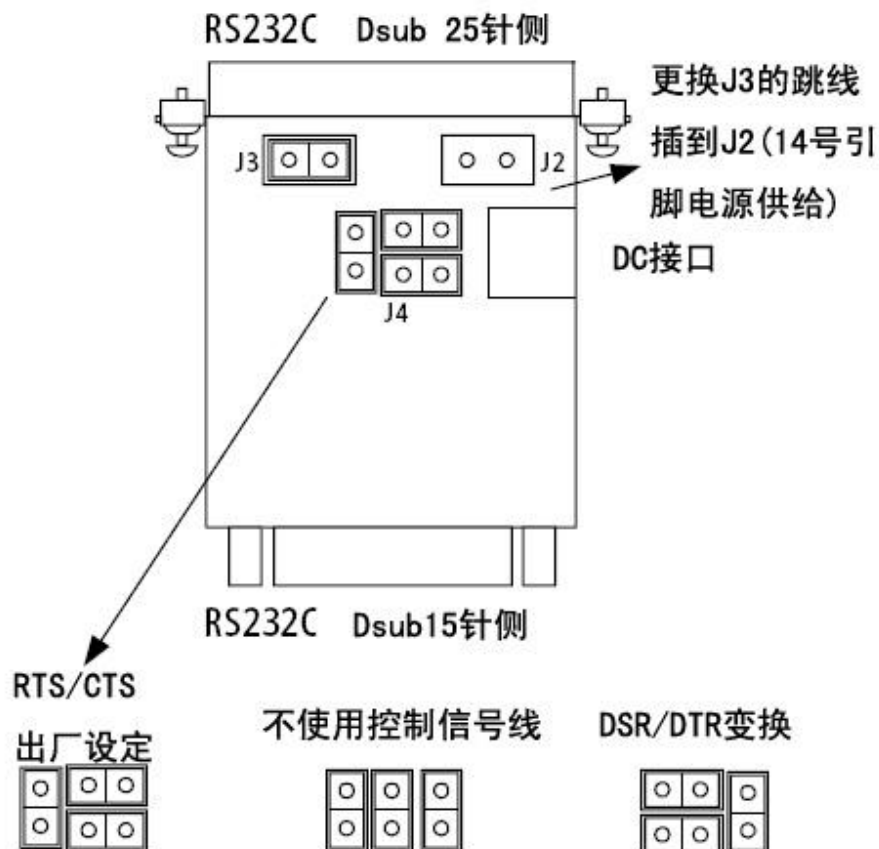 RS232C Dsub 25针侧
更换J3的跳线
插到J2(14号引
脚电源供给)
J3
J2
DC接口
J4
RS232C Dsub15针侧
RTS/CTS
出厂设定
不使用控制信号线
DSR/DTR变换